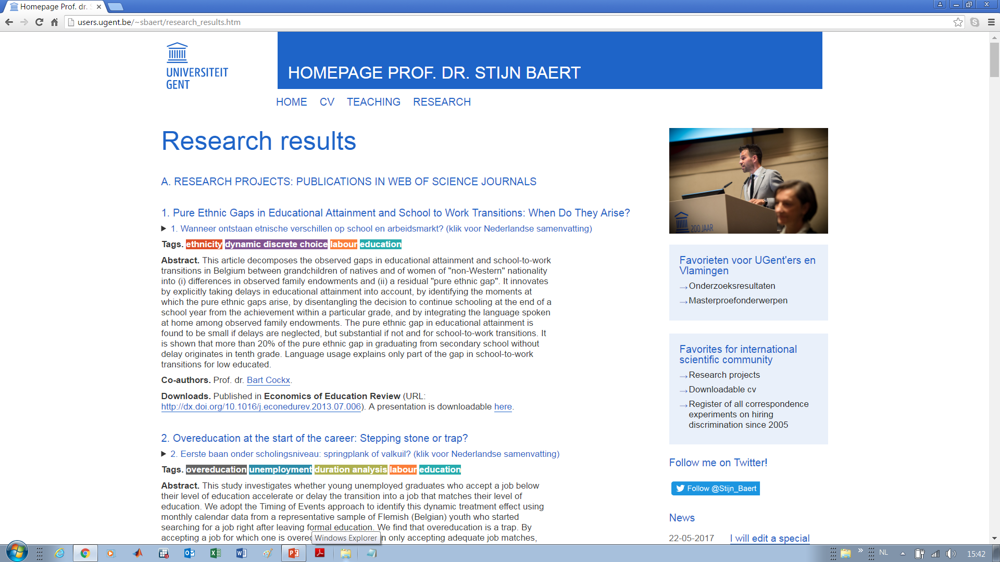 Homepage Prof. dr.
users.ugent.be/~sbaert/research_results.htm
UNIVERSITEIT
GENT
HOMEPAGE PROF. DR. STIJN BAERT
HOME CV TEACHING RESEARCH
Research results
A. RESEARCH PROJECTS: PUBLICATIONS IN WEB OF SCIENCE JOURNALS
1. Pure Ethnic Gaps in Educational Attainment and School to Work Transitions: When Do They Arise?
1. Wanneer ontstaan etnische verschillen op school en arbeidsmarkt? (klik voor Nederlandse samenvatting)
Tags. ethnicity dynamic discrete choice labour education
Abstract. This article decomposes the observed gaps in educational attainment and school-to-work
transitions in Belgium between grandchildren of natives and of women of "non-Western" nationality
into (i) differences in observed family endowments and (ii) a residual "pure ethnic gap". It innovates
by explicitly taking delays in educational attainment into account, by identifying the moments at
which the pure ethnic gaps arise, by disentangling the decision to continue schooling at the end of a
school year from the achievement within a particular grade, and by integrating the language spoken
at home among observed family endowments. The pure ethnic gap in educational attainment is
found to be small if delays are neglected, but substantial if not and for school-to-work transitions. It
is shown that more than 20% of the pure ethnic gap in graduating from secondary school without
delay originates in tenth grade. Language usage explains only part of the gap in school-to-work
transitions for low educated.
Co-authors. Prof. dr. Bart Cockx.
Downloads. Published in Economics of Education Review (URL:
http://dx.doi.org/10.1016/j.econedurev.2013.07.006). A presentation is downloadable here.
2. Overeducation at the start of the career: Stepping stone or trap?
2. Eerste baan onder scholingsniveau: springplank of valkuil? (klik voor Nederlandse samenvatting)
Tags. overeducation unemployment duration analysis labour education
Abstract. This study investigates whether young unemployed graduates who accept a job below
their level of education accelerate or delay the transition into a job that matches their level of
education. We adopt the Timing of Events approach to identify this dynamic treatment effect using
monthly calendar data from a representative sample of Flemish (Belgian) youth who started
searching for a job right after leaving formal education. We find that overeducation is a trap. By
accepting a job for which one is only accepting adequate job matches,
Windows Explorer
200 JAAR
Favorieten voor UGent'ers en
Vlamingen
→Onderzoeksresultaten
→Masterproefonderwerpen
Favorites for international
scientific community
→Research projects
→Downloadable cv
→Register of all correspondence
experiments on hiring
discrimination since 2005
Follow me on Twitter!
Follow @Stijn_Baert
News
22-05-2017 I will edit a special
NL
15:42